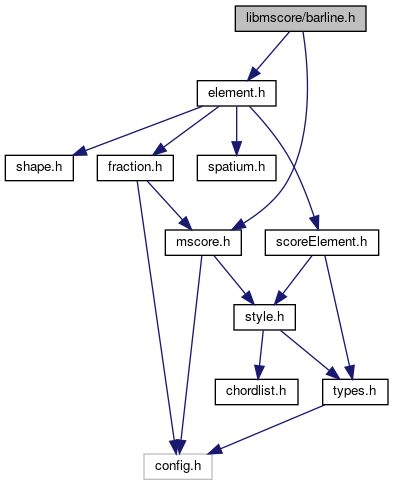 libmscore/barline.h
element.h
shape.h
fraction.h
spatium.h
mscore.h
scoreElement.h
style.h
chordlist.h
types.h
config.h